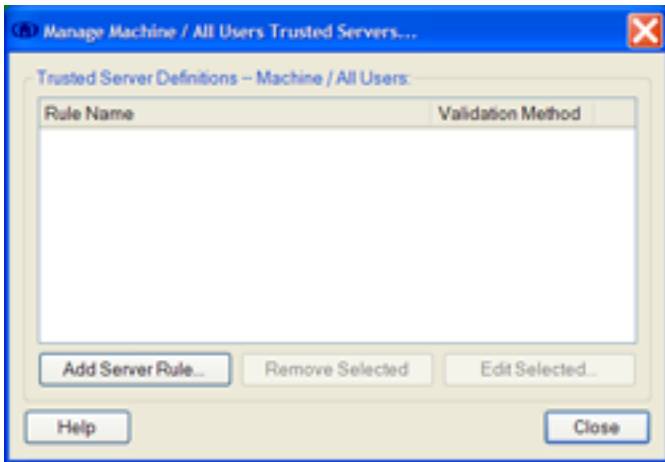 Manage Machine / All Users Trusted Servers...
Trusted Server Definitions – Machine / All Users:
Rule Name Validation Method
Add Server Rule... Remove Selected Edit Selected...
Help Close